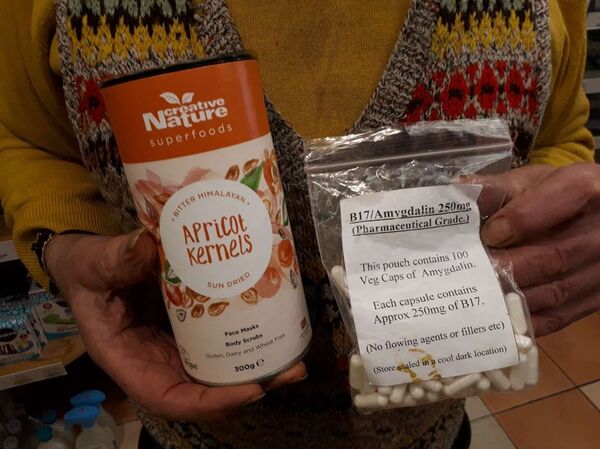 creative
Nature
superfoods
BITTER HIMALAYAN
APRICOT
KERNELS
SUN DRIED
Face Masks
Body Scrubs
Gluten, Dairy and Wheat Free
300g e
B17/Amygdalin 250mg
(Pharmaceutical Grade.)
This pouch contains 100
Veg Caps of Amygdalin.
Each capsule contains
Approx 250mg of B17.
(No flowing agents or fillers etc)
(Store sealed in a cool dark location)